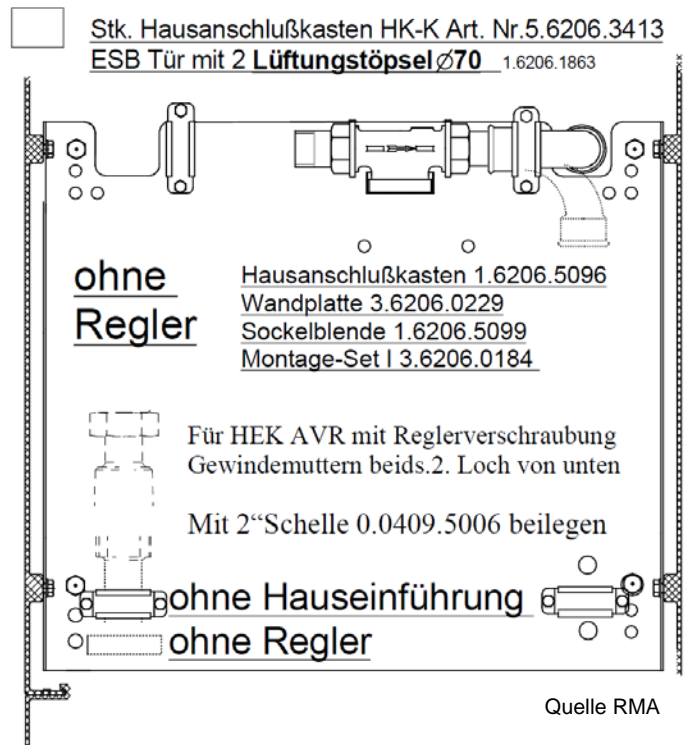 Stk. Hausanschlußkasten HK-K Art. Nr.5.6206.3413
ESB Tür mit 2 Lüftungstöpsel⌀70 1.6206.1863
ohne
Regler
Hausanschlußkasten 1.6206.5096
Wandplatte 3.6206.0229
Sockelblende 1.6206.5099
Montage-Set I 3.6206.0184
Für HEK AVR mit Reglerverschraubung
Gewindemuttern beids.2. Loch von unten
Mit 2“Schelle 0.0409.5006 beilegen
ohne Hauseinführung
ohne Regler
Quelle RMA